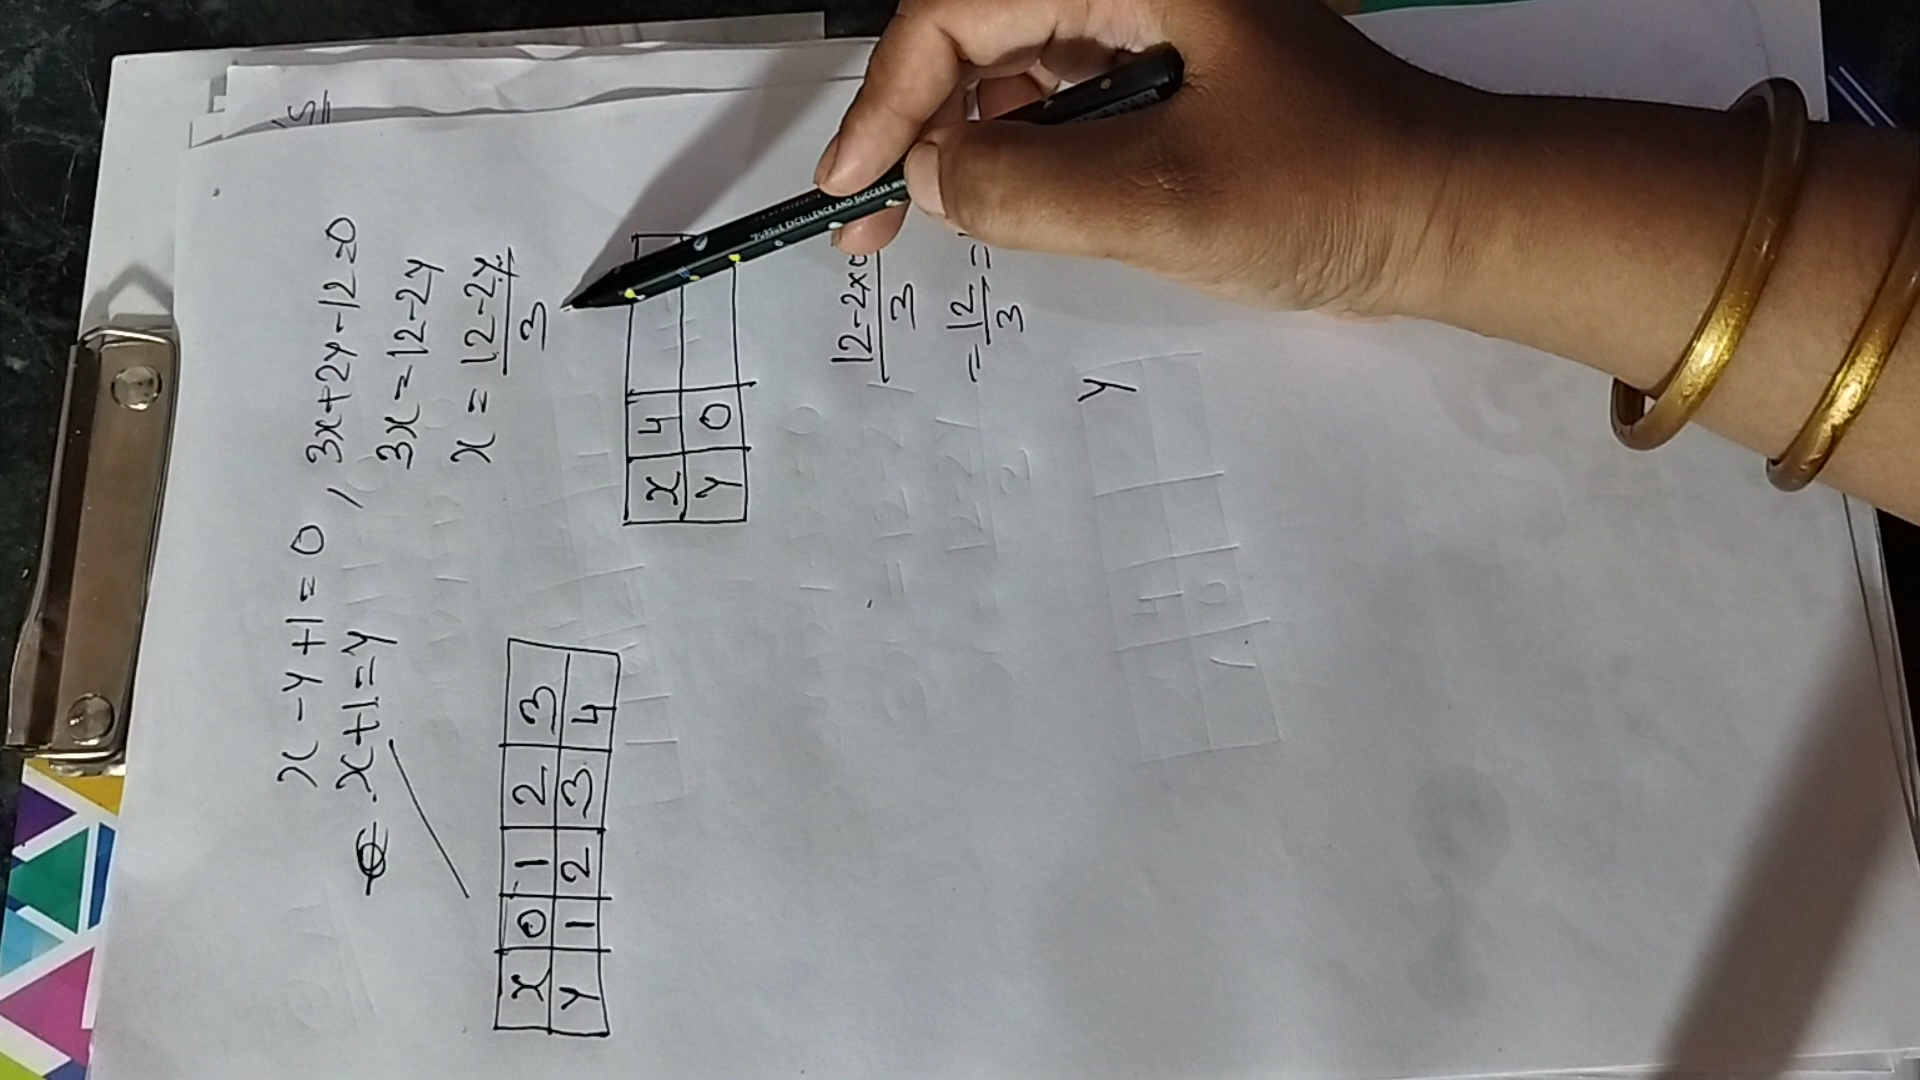 x - y + 1 = 0 , 3x + 2y - 12 = 0
x + 1 = y
3x = 12 - 2y
x = 12 - 2y / 3
X 0 1 2 3
Y 1 2 3 4
X 4
Y 0
12 - 2x / 3
= 12 / 3 =
y
"PURSUE EXCELLENCE AND SUCCESS